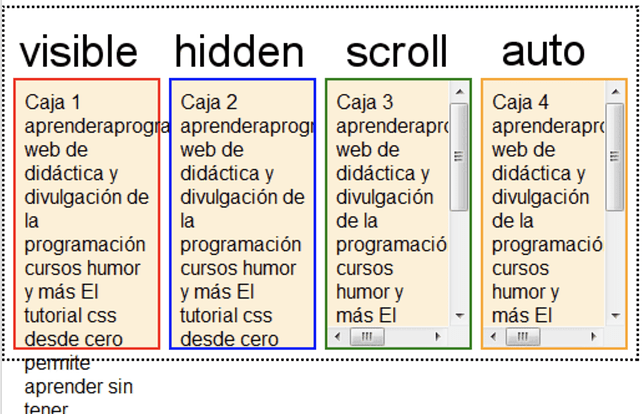 visible hidden scroll auto
Caja 1
aprenderaprogra
web de
didáctica y
divulgación de
la
programación
cursos humor
y más El
tutorial css
desde cero
permite
aprender sin
tener
Caja 2
aprenderaprogr
web de
didáctica y
divulgación de
la
programación
cursos humor
y más El
tutorial css
desde cero
Caja 3
aprenderapro
web de
didáctica y
divulgación
de la
programació
cursos
humor y
más El
Caja 4
aprenderapro
web de
didáctica y
divulgación
de la
programació
cursos
humor y
más El